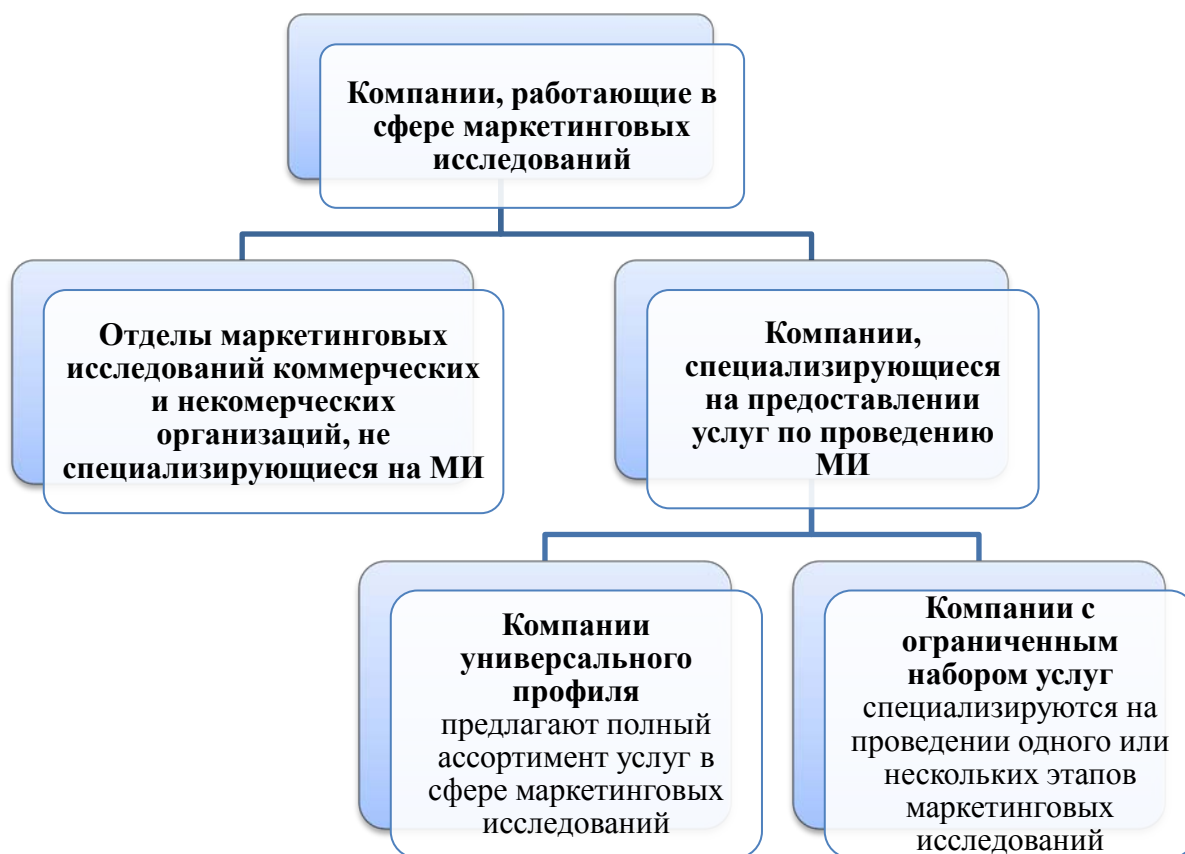 Компании, работающие в
сфере маркетинговых
исследований
Отделы маркетинговых
исследований коммерческих
и некомерческих
организаций, не
специализирующиеся на МИ
Компании,
специализирующиеся
на предоставлении
услуг по проведению
МИ
Компании
универсального
профиля
предлагают полный
ассортимент услуг в
сфере маркетинговых
исследований
Компании с
ограниченным
набором услуг
специализируются на
проведении одного или
нескольких этапов
маркетинговых
исследований